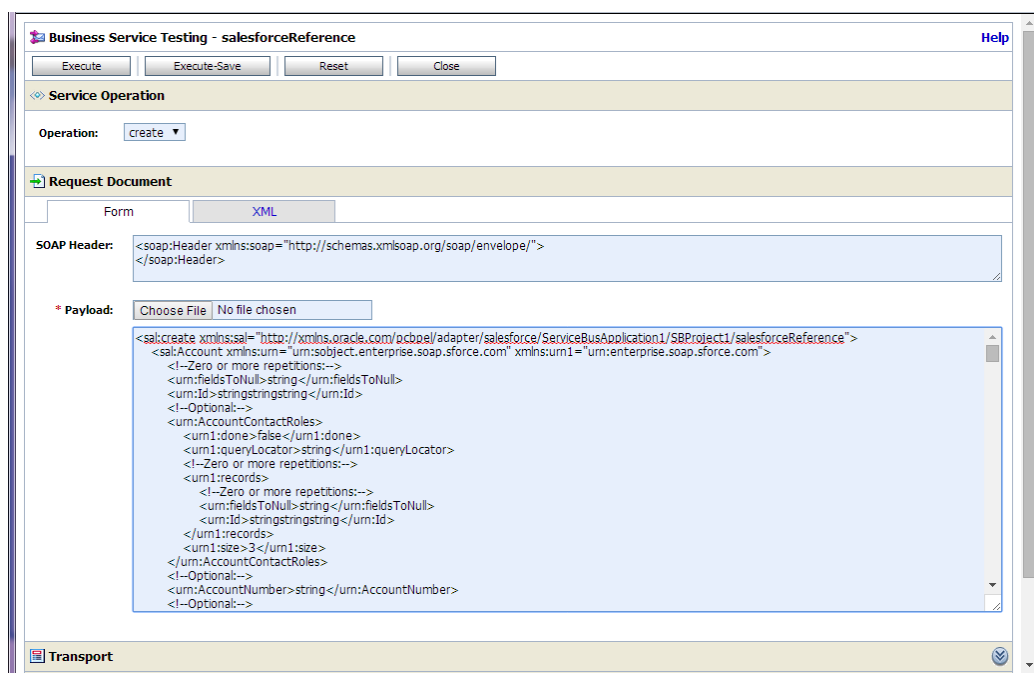 Business Service Testing - salesforceReference Help
Execute Execute-Save Reset Close
Service Operation
Operation: create
Request Document
Form XML
SOAP Header: <soap:Header xmlns:soap="http://schemas.xmlsoap.org/soap/envelope/">
</soap:Header>
* Payload: Choose File No file chosen
<sal:create xmlns:sal="http://xmlns.oracle.com/pcbpel/adapter/salesforce/ServiceBusApplication1/SBProject1/salesforceReference">
<sal:Account xmlns:urn="urn:sobject.enterprise.soap.sforce.com" xmlns:urn1="urn:enterprise.soap.sforce.com">
<!--Zero or more repetitions:-->
<urn:fieldsToNull>string</urn:fieldsToNull>
<urn:Id>stringstringstring</urn:Id>
<!--Optional:-->
<urn:AccountContactRoles>
<urn1:done>false</urn1:done>
<urn1:queryLocator>string</urn1:queryLocator>
<!--Zero or more repetitions:-->
<urn1:records>
<!--Zero or more repetitions:-->
<urn:fieldsToNull>string</urn:fieldsToNull>
<urn:Id>stringstringstring</urn:Id>
</urn1:records>
<urn1:size>3</urn1:size>
</urn:AccountContactRoles>
<!--Optional:-->
<urn:AccountNumber>string</urn:AccountNumber>
<!--Optional:-->
Transport